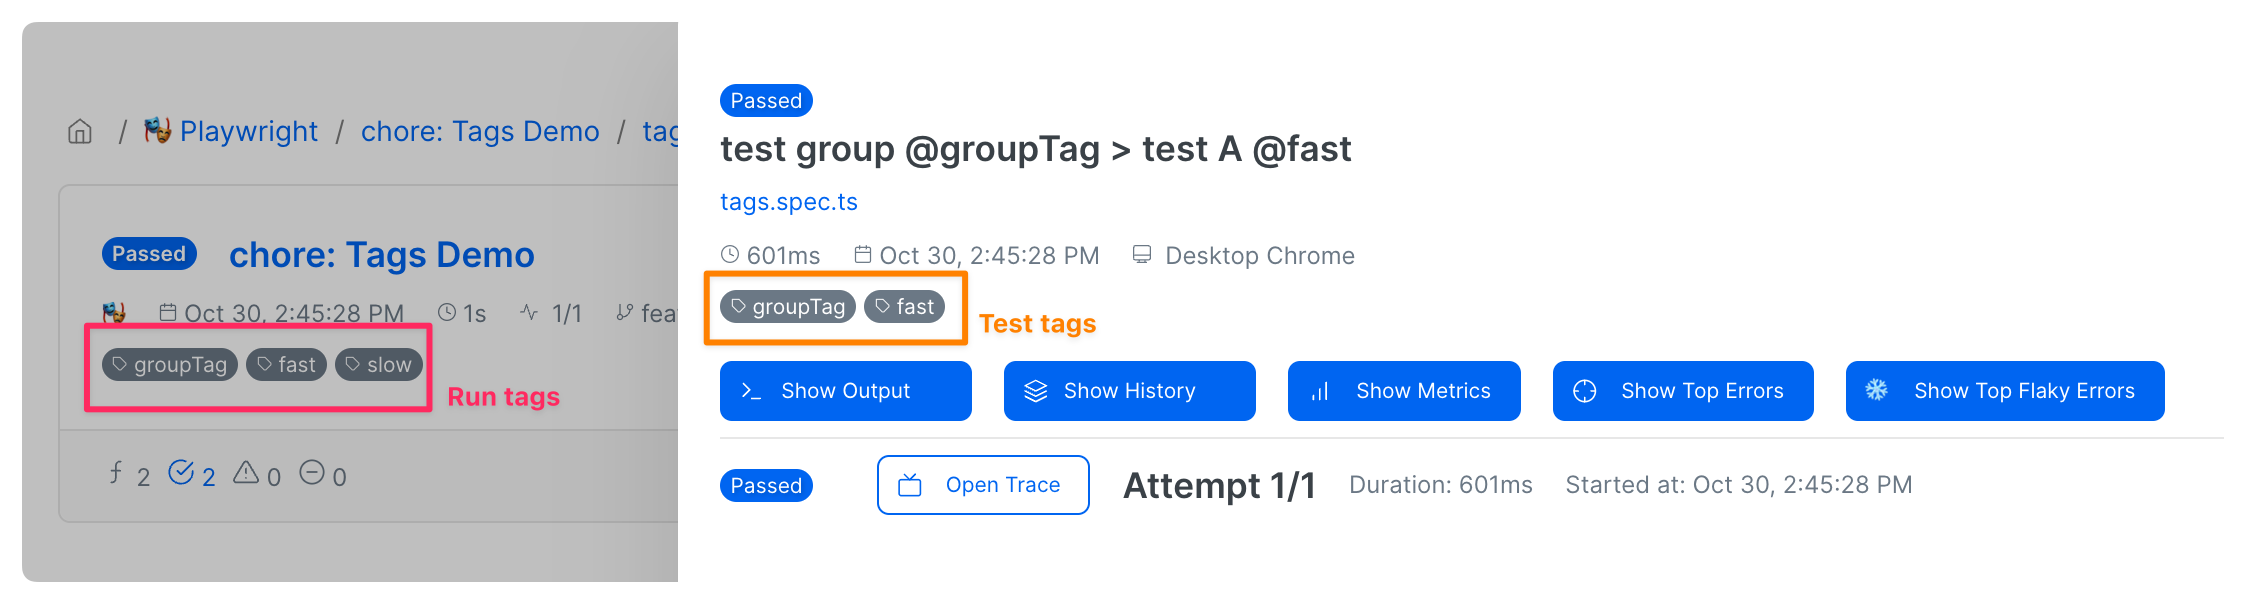 / Playwright / chore: Tags Demo / tag
Passed chore: Tags Demo
Oct 30, 2:45:28 PM 1s 1/1 fea
groupTag fast slow
Run tags
2 2 0 0
Passed
test group @groupTag > test A @fast
tags.spec.ts
601ms Oct 30, 2:45:28 PM Desktop Chrome
groupTag fast
Test tags
Show Output Show History Show Metrics Show Top Errors Show Top Flaky Errors
Passed Open Trace Attempt 1/1 Duration: 601ms Started at: Oct 30, 2:45:28 PM